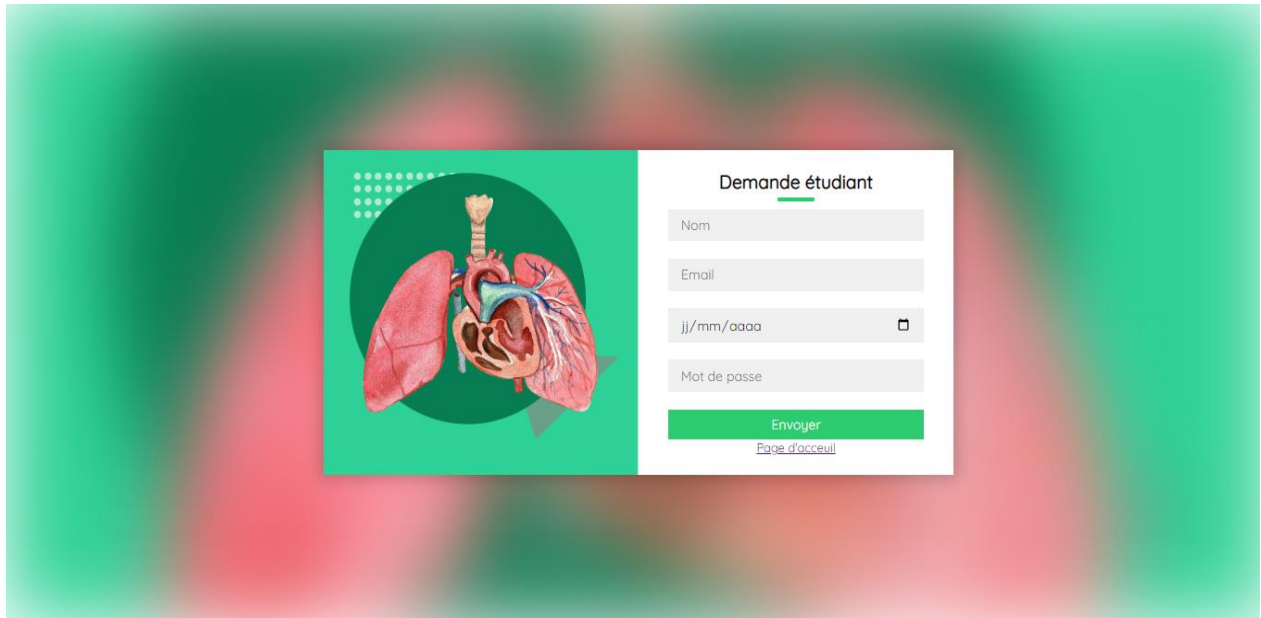 Demande étudiant
Nom
Email
jj/mm/aaaa
Mot de passe
Envoyer
Page d'acceuil